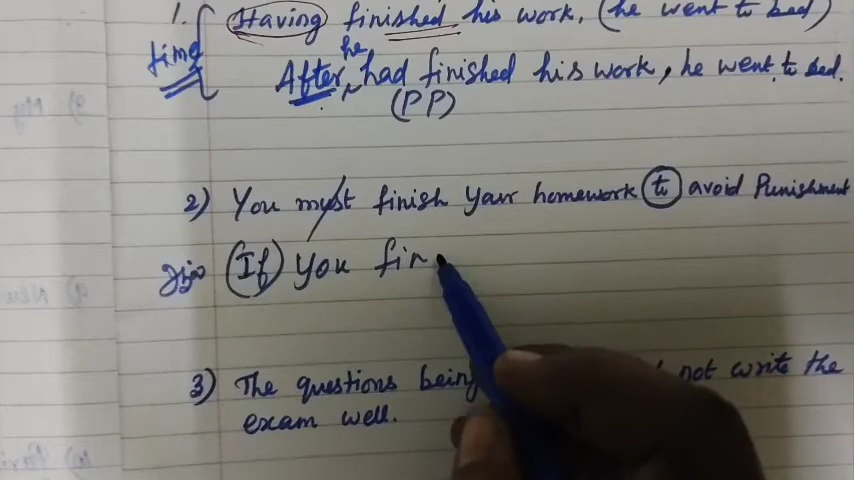 1. Having finished his work, (he went to bed)
time
he
After, had finished his work, he went to bed.
(PP)
2) You must finish your homework to avoid Punishment
(If) You fin
3) The questions being not write the
exam well.